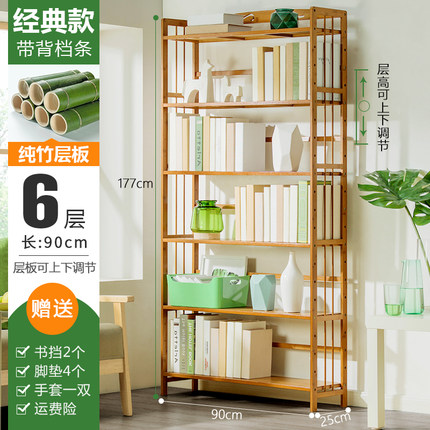 经典款
带背档条
纯竹层板
6层
长:90cm
层板可上下调节
赠送
✓书挡2个
✓脚垫4个
✓手套一双
✓运费险
177cm
层高可上下调节
90cm
25cm